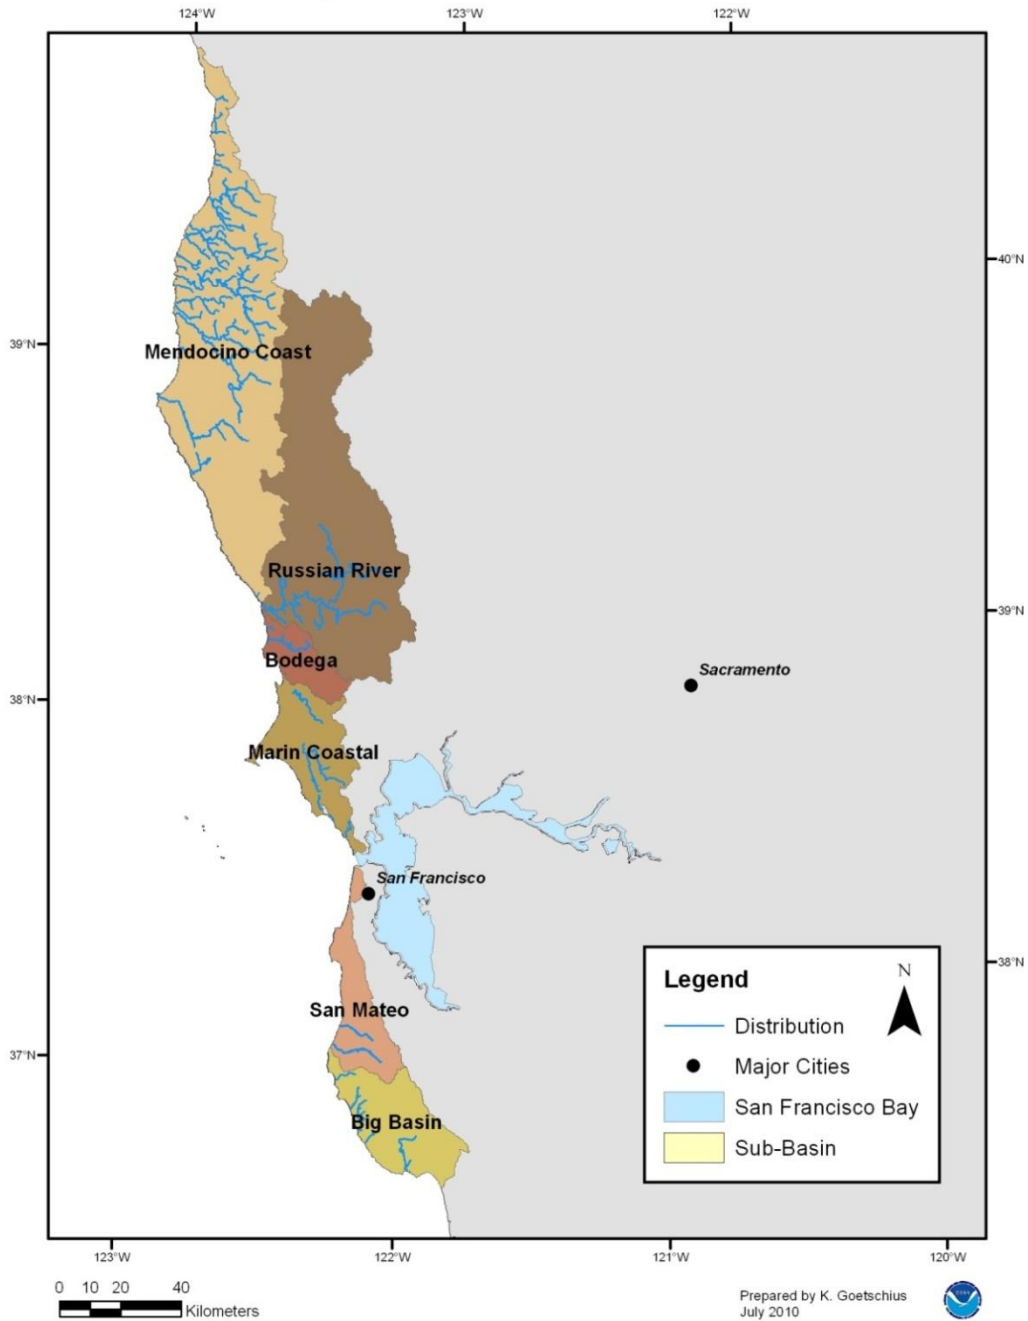 124°W
123°W
122°W
40°N
39°N
Mendocino Coast
Russian River
39°N
Bodega
Sacramento
38°N
Marin Coastal
San Francisco
38°N
Legend
N
San Mateo
Distribution
37°N
Major Cities
San Francisco Bay
Big Basin
Sub-Basin
123°W
122°W
121°W
120°W
0 10 20 40
Kilometers
Prepared by K. Goetschius
July 2010